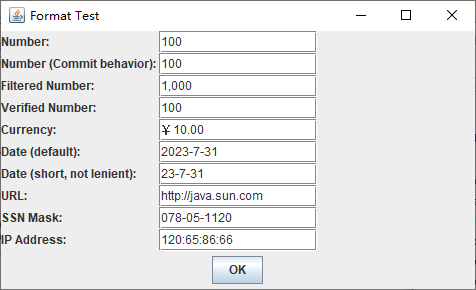 Format Test
Number: 100
Number (Commit behavior): 100
Filtered Number: 1,000
Verified Number: 100
Currency: ￥10.00
Date (default): 2023-7-31
Date (short, not lenient): 23-7-31
URL: http://java.sun.com
SSN Mask: 078-05-1120
IP Address: 120:65:86:66
OK